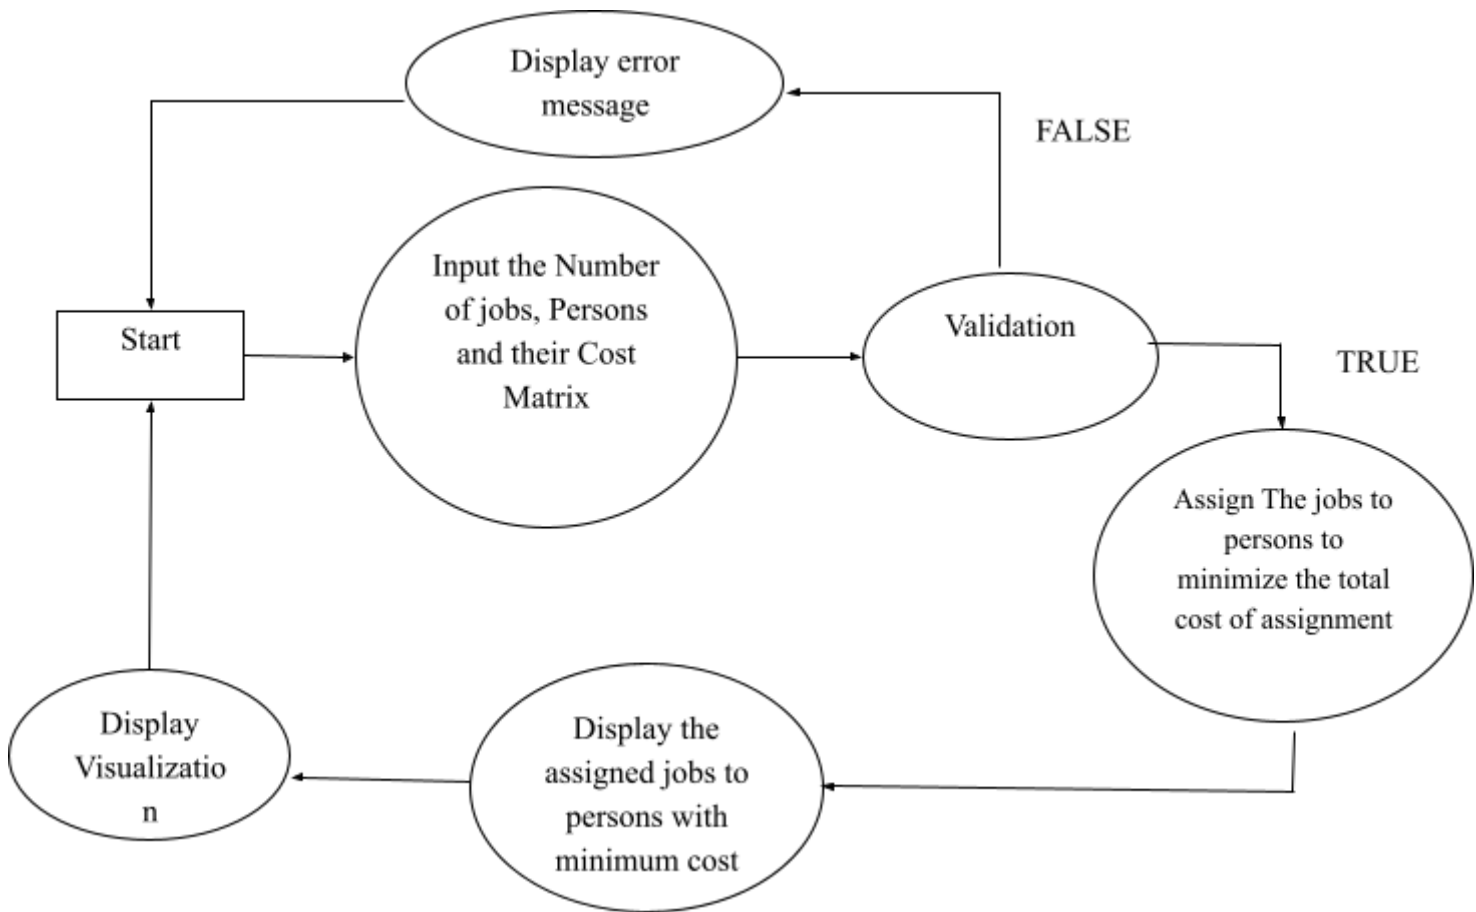 Display error
message
FALSE
Input the Number
of jobs, Persons
and their Cost
Matrix
Start
Validation
TRUE
Assign The jobs to
persons to
minimize the total
cost of assignment
Display the
assigned jobs to
persons with
minimum cost
Display
Visualizatio
n